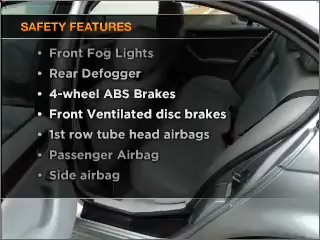 SAFETY FEATURES
• Front Fog Lights
• Rear Defogger
• 4-wheel ABS Brakes
• Front Ventilated disc brakes
• 1st row tube head airbags
• Passenger Airbag
• Side airbag